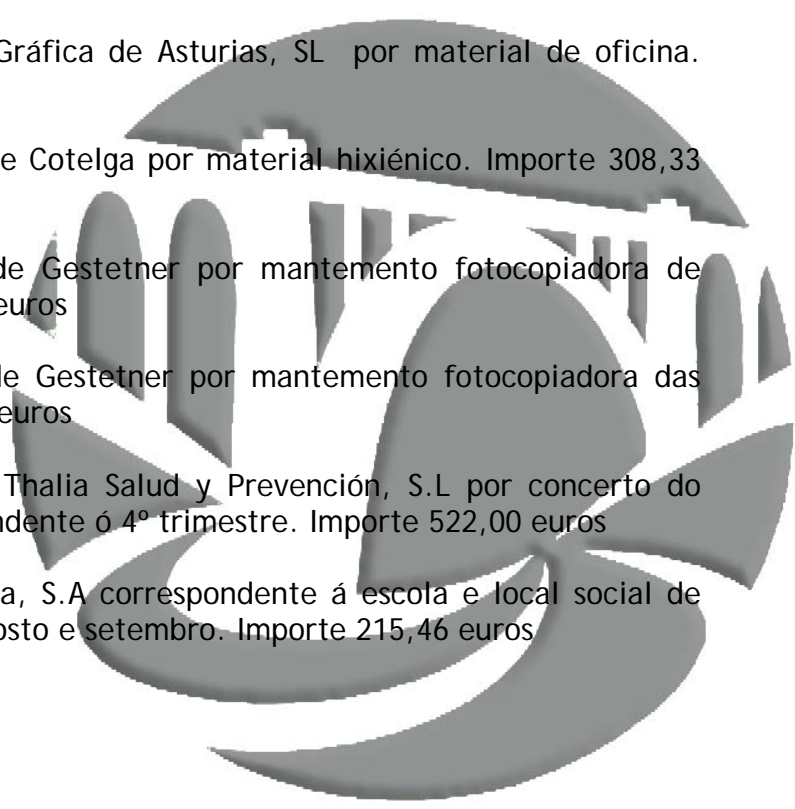 Gráfica de Asturias, SL por material de oficina.
e Cotelga por material hixiénico. Importe 308,33
de Gestetner por mantemento fotocopiadora de
euros
le Gestetner por mantemento fotocopiadora das
euros
Thalia Salud y Prevención, S.L por concerto do
ndente ó 4º trimestre. Importe 522,00 euros
a, S.A correspondente á escola e local social de
osto e setembro. Importe 215,46 euros